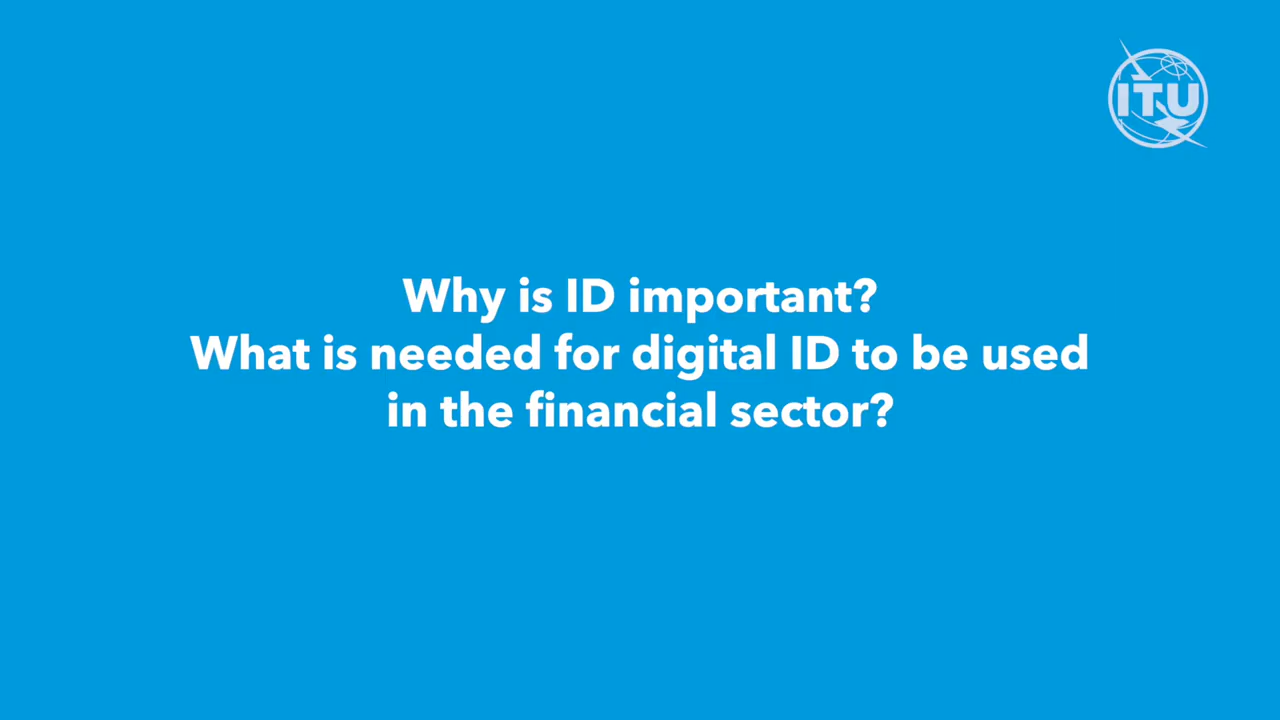 ITU
Why is ID important?
What is needed for digital ID to be used
in the financial sector?